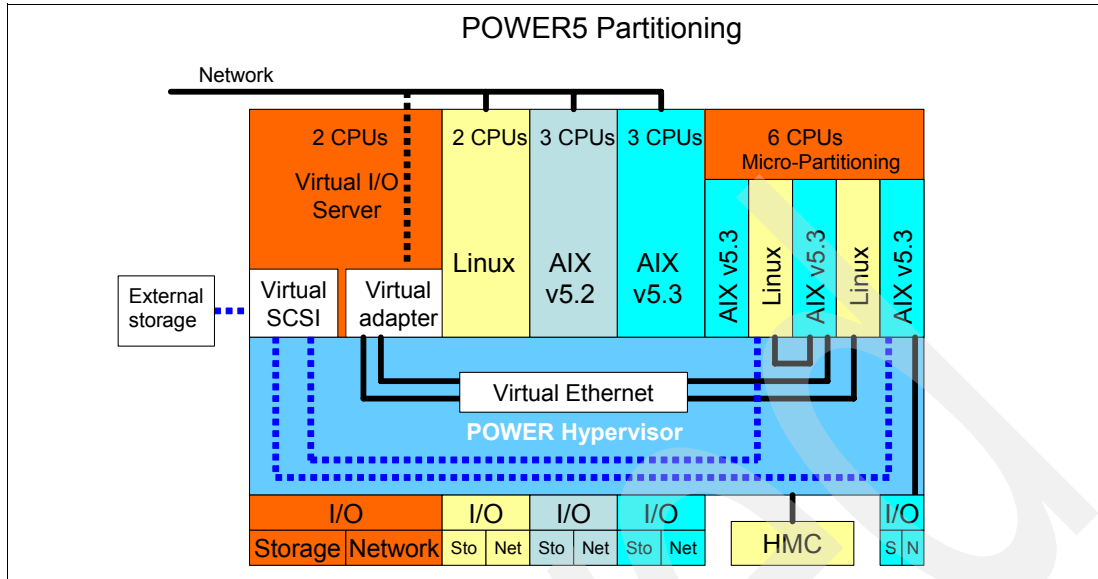 POWER5 Partitioning
Network
2 CPUs
2 CPUs
3 CPUs
3 CPUs
6 CPUs
Micro-Partitioning
Virtual I/O
Server
Linux
AIX
v5.2
AIX
v5.3
AIX v5.3
Linux
AIX v5.3
Linux
AIX v5.3
External
storage
Virtual
SCSI
Virtual
adapter
Virtual Ethernet
POWER Hypervisor
I/O
I/O
I/O
I/O
I/O
Storage
Network
Sto
Net
Sto
Net
Sto
Net
HMC
S
N